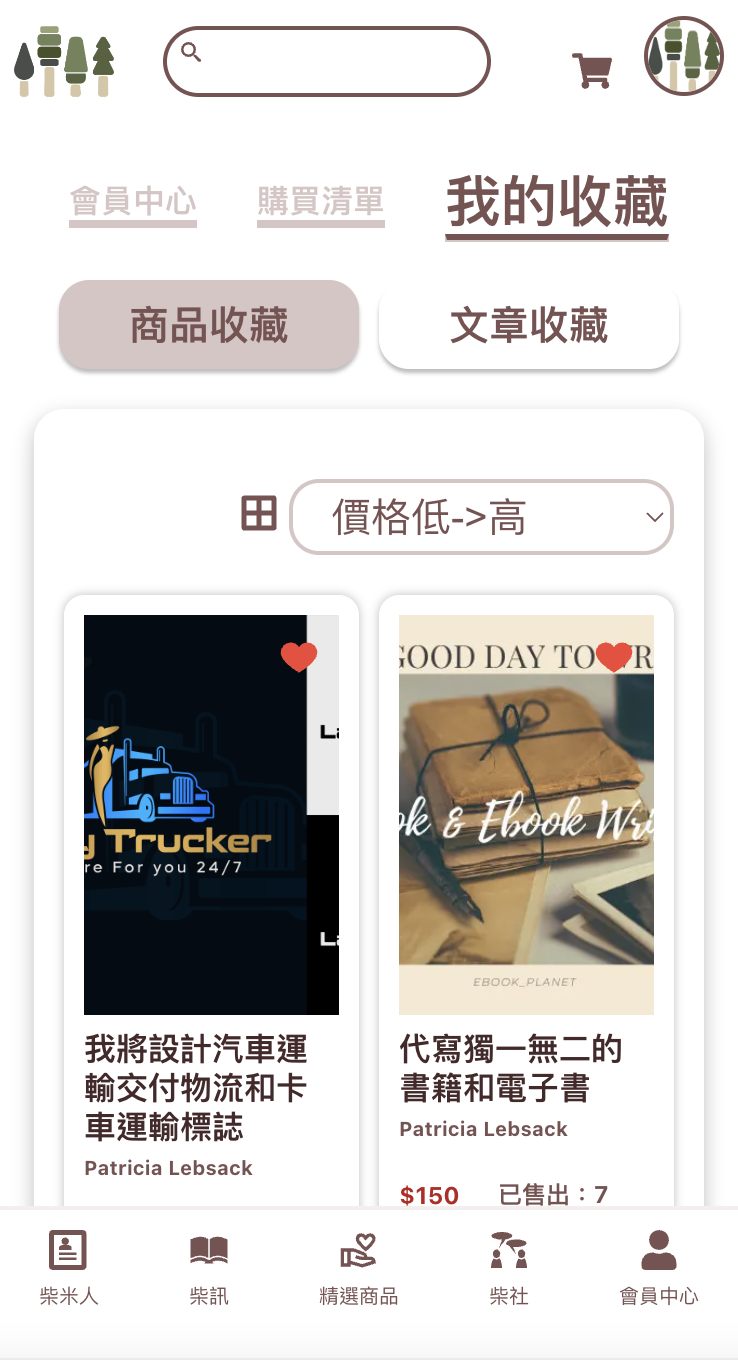 會員中心 購買清單 我的收藏
商品收藏 文章收藏
價格低->高
y Trucker
re For you 24/7
La
La
我將設計汽車運
輸交付物流和卡
車運輸標誌
Patricia Lebsack
GOOD DAY TO WR
ok & Ebook Wri
EBOOK_PLANET
代寫獨一無二的
書籍和電子書
Patricia Lebsack
$150 已售出：7
柴米人 柴訊 精選商品 柴社 會員中心